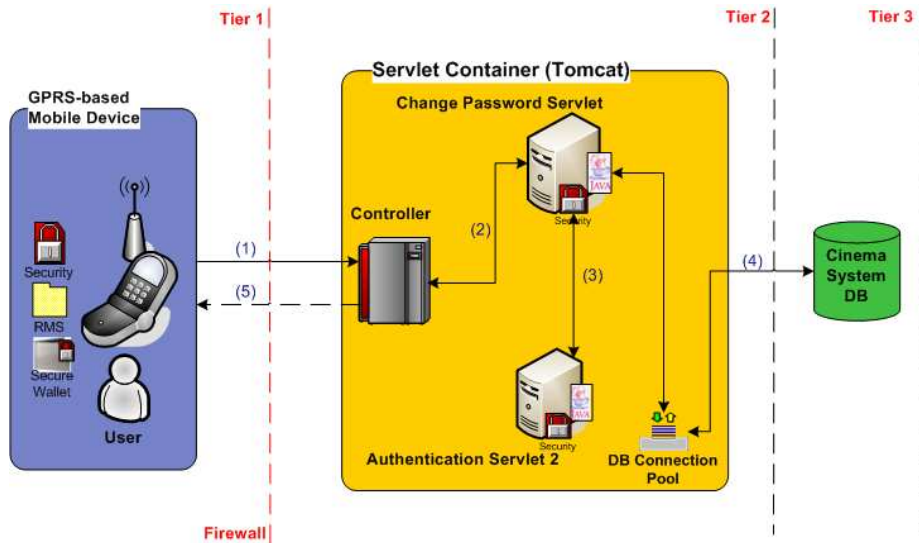 Tier 1
Tier 2
Tier 3
Servlet Container (Tomcat)
GPRS-based
Mobile Device
Change Password Servlet
JAVA
Security
Controller
(1)
(2)
(3)
(4)
(5)
Security
RMS
Secure
Wallet
User
Cinema
System
DB
JAVA
Security
Authentication Servlet 2
DB Connection
Pool
Firewall